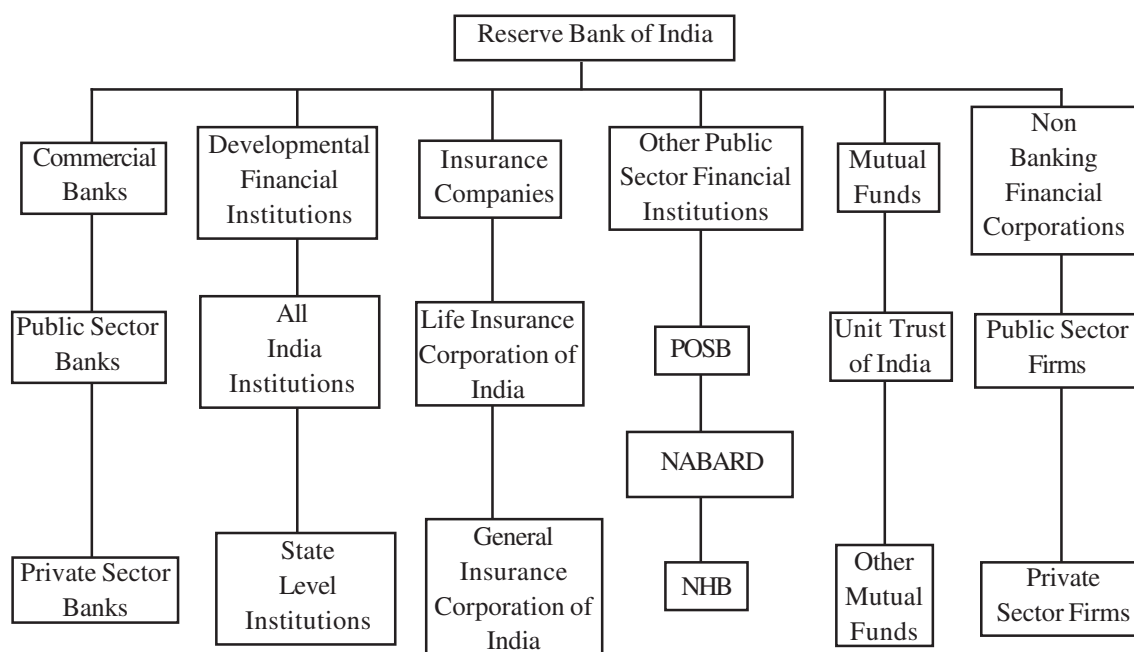 Reserve Bank of India
Commercial
Banks
Developmental
Financial
Institutions
Insurance
Companies
Other Public
Sector Financial
Institutions
Mutual
Funds
Non
Banking
Financial
Corporations
Public Sector
Banks
All
India
Institutions
Life Insurance
Corporation of
India
POSB
Unit Trust
of India
Public Sector
Firms
NABARD
Private Sector
Banks
State
Level
Institutions
General
Insurance
Corporation of
India
NHB
Other
Mutual
Funds
Private
Sector Firms